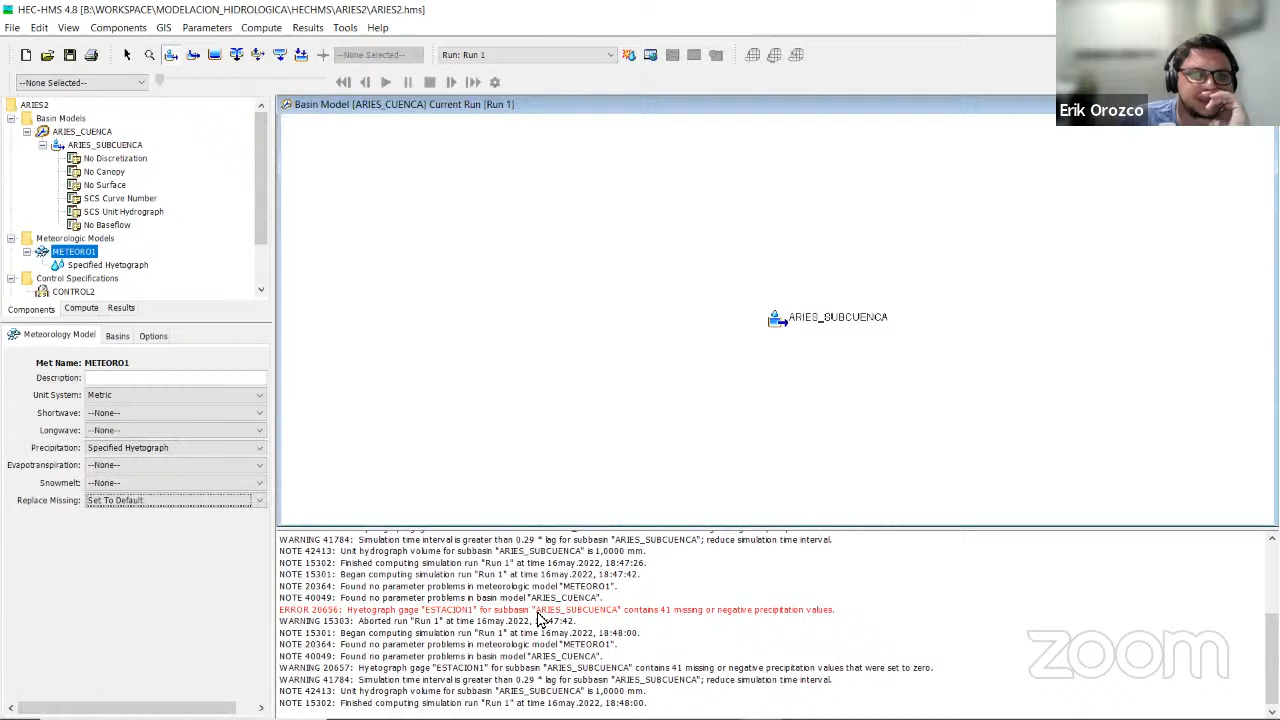 HEC-HMS 4.8 [B:\WORKSPACE\MODELACION_HIDROLOGICA\HECHMS\ARIES2\ARIES2.hms]
File Edit View Components GIS Parameters Compute Results Tools Help
--None Selected-- Run: Run 1
--None Selected--
ARIES2
Basin Models
ARIES_CUENCA
ARIES_SUBCUENCA
No Discretization
No Canopy
No Surface
SCS Curve Number
SCS Unit Hydrograph
No Baseflow
Meteorologic Models
METEORO1
Specified Hyetograph
Control Specifications
CONTROL2
Components Compute Results
Meteorology Model Basins Options
Met Name: METEORO1
Description:
Unit System: Metric
Shortwave: --None--
Longwave: --None--
Precipitation: Specified Hyetograph
Evapotranspiration: --None--
Snowmelt: --None--
Replace Missing: Set To Default
Basin Model [ARIES_CUENCA] Current Run [Run 1]
ARIES_SUBCUENCA
Erik Orozco
WARNING 41784: Simulation time interval is greater than 0.29 * lag for subbasin "ARIES_SUBCUENCA"; reduce simulation time interval.
NOTE 42413: Unit hydrograph volume for subbasin "ARIES_SUBCUENCA" is 1,0000 mm.
NOTE 15302: Finished computing simulation run "Run 1" at time 16may.2022, 18:47:26.
NOTE 15301: Began computing simulation run "Run 1" at time 16may.2022, 18:47:42.
NOTE 20364: Found no parameter problems in meteorologic model "METEORO1".
NOTE 40049: Found no parameter problems in basin model "ARIES_CUENCA".
ERROR 20656: Hyetograph gage "ESTACION1" for subbasin "ARIES_SUBCUENCA" contains 41 missing or negative precipitation values.
WARNING 15303: Aborted run "Run 1" at time 16may.2022, 47:42.
NOTE 15301: Began computing simulation run "Run 1" at time 16may.2022, 18:48:00.
NOTE 20364: Found no parameter problems in meteorologic model "METEORO1".
NOTE 40049: Found no parameter problems in basin model "ARIES_CUENCA".
WARNING 20657: Hyetograph gage "ESTACION1" for subbasin "ARIES_SUBCUENCA" contains 41 missing or negative precipitation values that were set to zero.
WARNING 41784: Simulation time interval is greater than 0.29 * lag for subbasin "ARIES_SUBCUENCA"; reduce simulation time interval.
NOTE 42413: Unit hydrograph volume for subbasin "ARIES_SUBCUENCA" is 1,0000 mm.
NOTE 15302: Finished computing simulation run "Run 1" at time 16may.2022, 18:48:00.
zoom